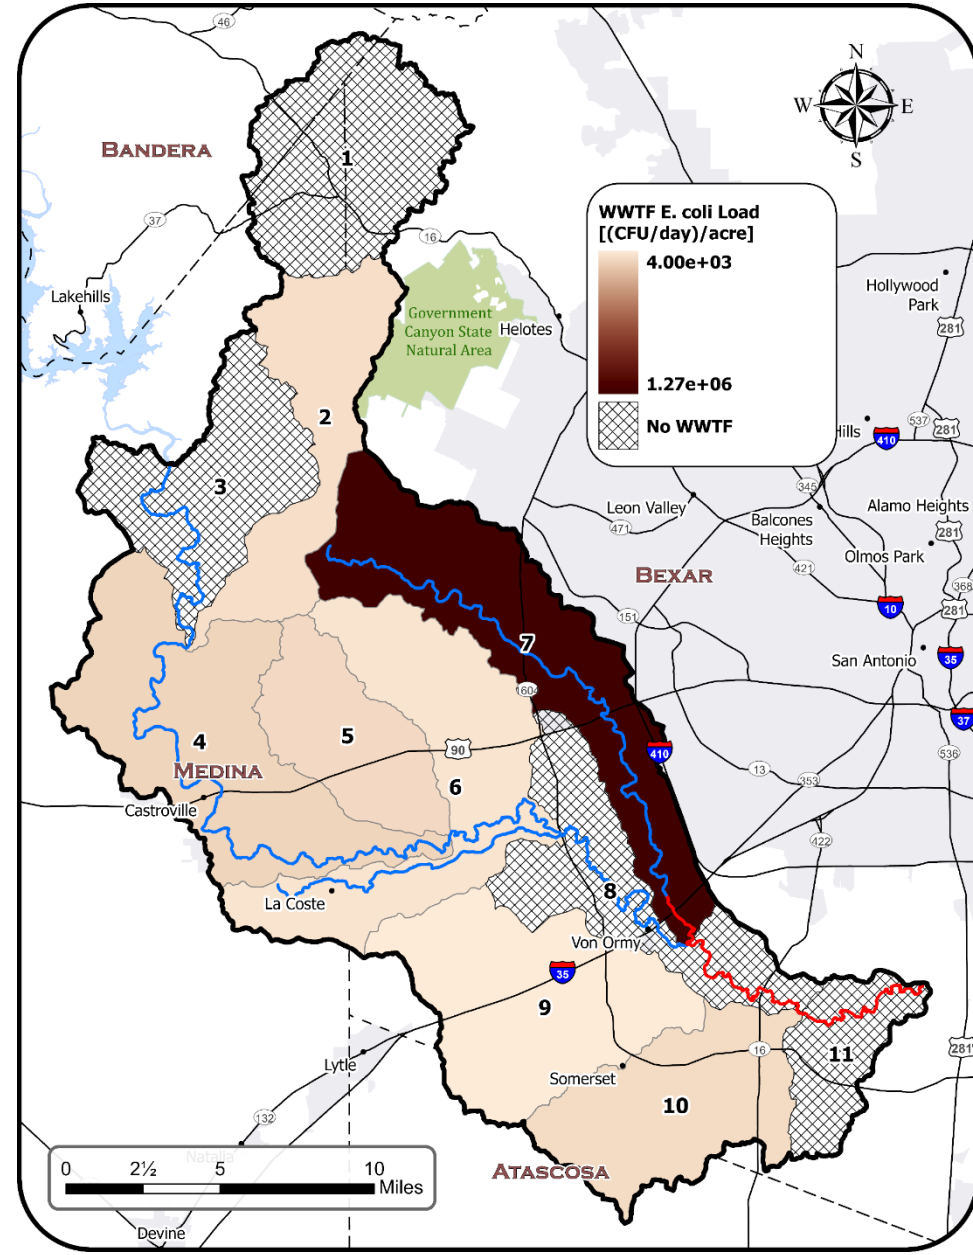 46
N
W
E
S
BANDERA
1
WWTF E. coli Load
[(CFU/day)/acre]
4.00e+03
1.27e+06
No WWTF
37
16
Lakehills
Government
Canyon State
Natural Area
Helotes
Hollywood
Park
281
2
537
281
ills
410
3
345
Leon Valley
471
Balcones
Heights
Alamo Heights
281
Olmos Park
421
BEXAR
368
10
281
151
7
San Antonio
35
1604
37
4
5
90
410
536
MEDINA
13
353
6
Castroville
422
8
La Coste
Von Ormy
35
9
11
281
Lytle
16
Somerset
10
132
Natalia
0
2½
5
10
Miles
ATASCOSA
Devine